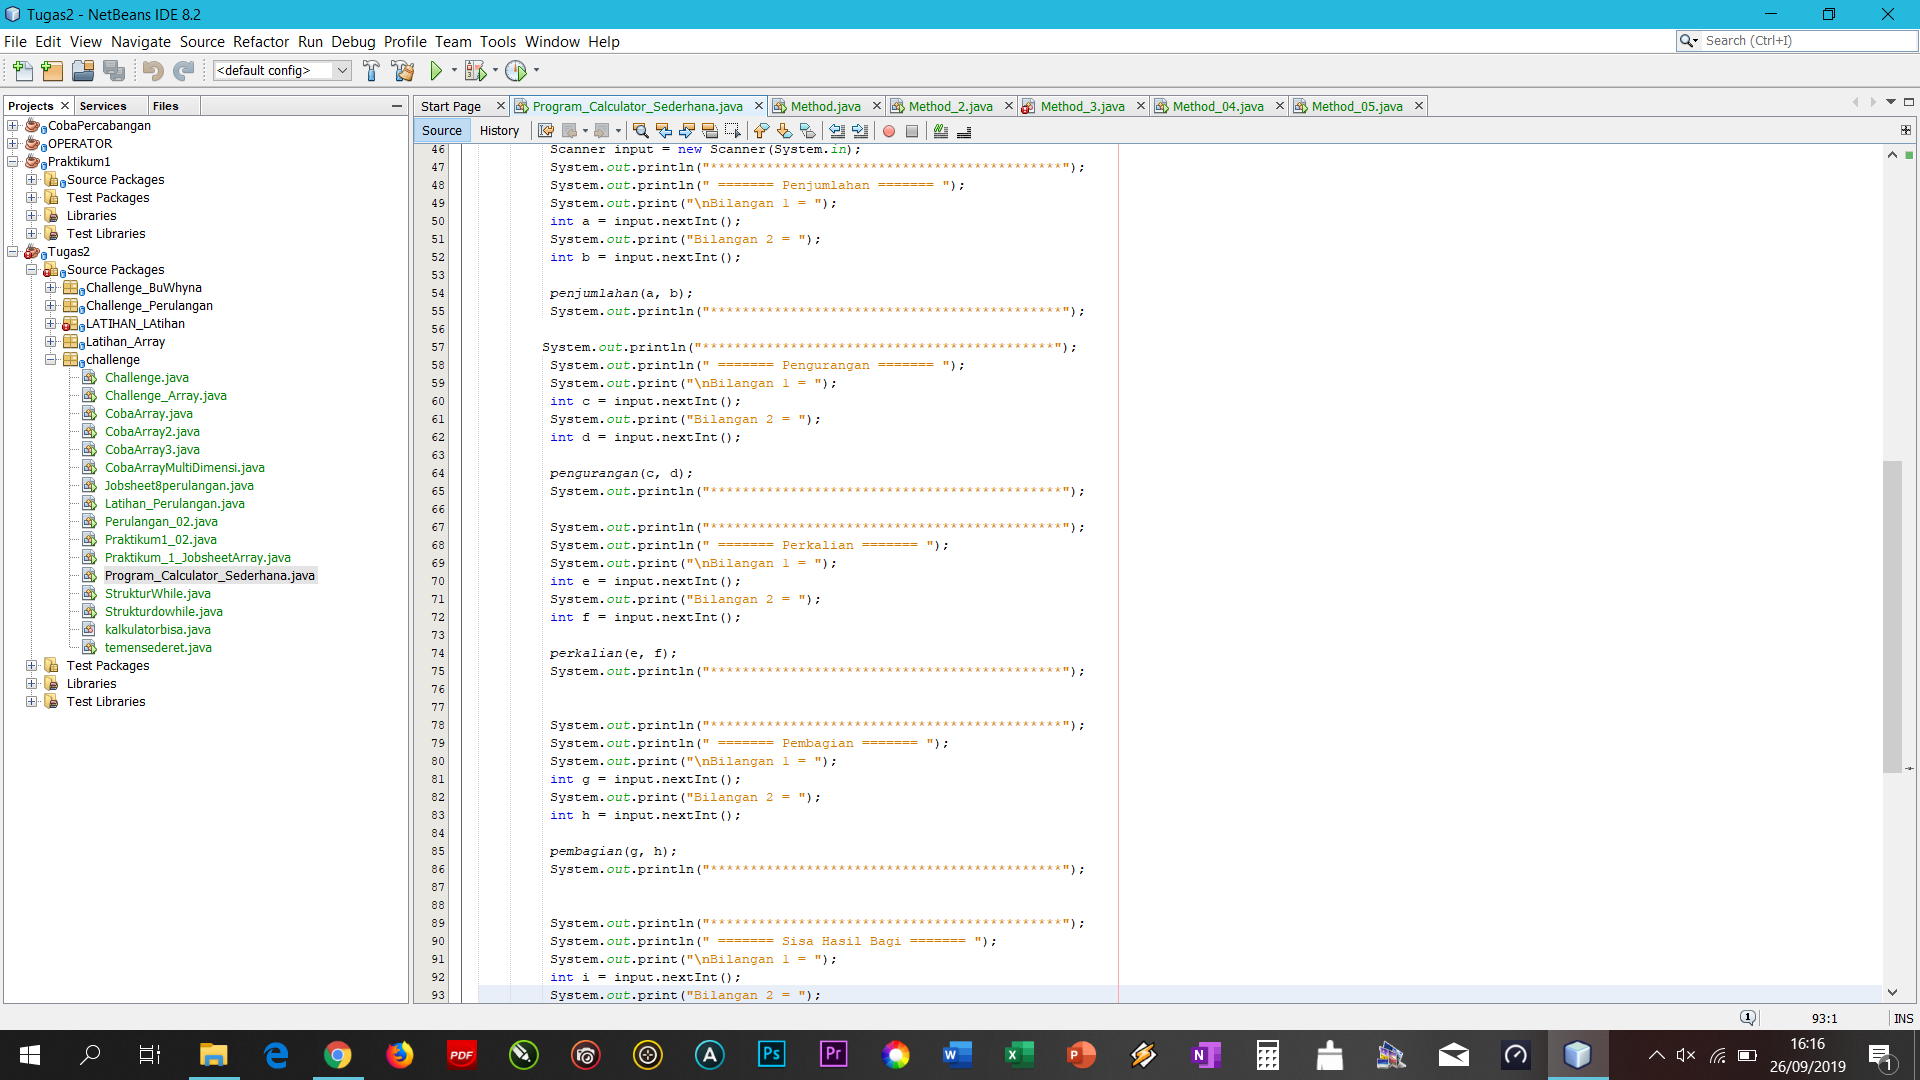 Tugas2 - NetBeans IDE 8.2
File Edit View Navigate Source Refactor Run Debug Profile Team Tools Window Help
Search (Ctrl+I)
<default config>
Projects Services Files
CobaPercabangan
OPERATOR
Praktikum1
Source Packages
Test Packages
Libraries
Test Libraries
Tugas2
Source Packages
Challenge_BuWhyna
Challenge_Perulangan
LATIHAN_LAtihan
Latihan_Array
challenge
Challenge.java
Challenge_Array.java
CobaArray.java
CobaArray2.java
CobaArray3.java
CobaArrayMultiDimensi.java
Jobsheet8perulangan.java
Latihan_Perulangan.java
Perulangan_02.java
Praktikum1_02.java
Praktikum_1_JobsheetArray.java
Program_Calculator_Sederhana.java
StrukturWhile.java
Strukturdowhile.java
kalkulatorbisa.java
temensederet.java
Test Packages
Libraries
Test Libraries
Start Page Program_Calculator_Sederhana.java Method.java Method_2.java Method_3.java Method_04.java Method_05.java
Source History
46 Scanner input = new Scanner(System.in);
47 System.out.println("********************************************");
48 System.out.println(" ======= Penjumlahan ======= ");
49 System.out.print("\nBilangan 1 = ");
50 int a = input.nextInt();
51 System.out.print("Bilangan 2 = ");
52 int b = input.nextInt();
53
54 penjumlahan(a, b);
55 System.out.println("********************************************");
56
57 System.out.println("********************************************");
58 System.out.println(" ======= Pengurangan ======= ");
59 System.out.print("\nBilangan 1 = ");
60 int c = input.nextInt();
61 System.out.print("Bilangan 2 = ");
62 int d = input.nextInt();
63
64 pengurangan(c, d);
65 System.out.println("********************************************");
66
67 System.out.println("********************************************");
68 System.out.println(" ======= Perkalian ======= ");
69 System.out.print("\nBilangan 1 = ");
70 int e = input.nextInt();
71 System.out.print("Bilangan 2 = ");
72 int f = input.nextInt();
73
74 perkalian(e, f);
75 System.out.println("********************************************");
76
77
78 System.out.println("********************************************");
79 System.out.println(" ======= Pembagian ======= ");
80 System.out.print("\nBilangan 1 = ");
81 int g = input.nextInt();
82 System.out.print("Bilangan 2 = ");
83 int h = input.nextInt();
84
85 pembagian(g, h);
86 System.out.println("********************************************");
87
88
89 System.out.println("********************************************");
90 System.out.println(" ======= Sisa Hasil Bagi ======= ");
91 System.out.print("\nBilangan 1 = ");
92 int i = input.nextInt();
93 System.out.print("Bilangan 2 = ");
1 93:1 INS
PDF A Ps Pr W X P N
16:16
26/09/2019
1